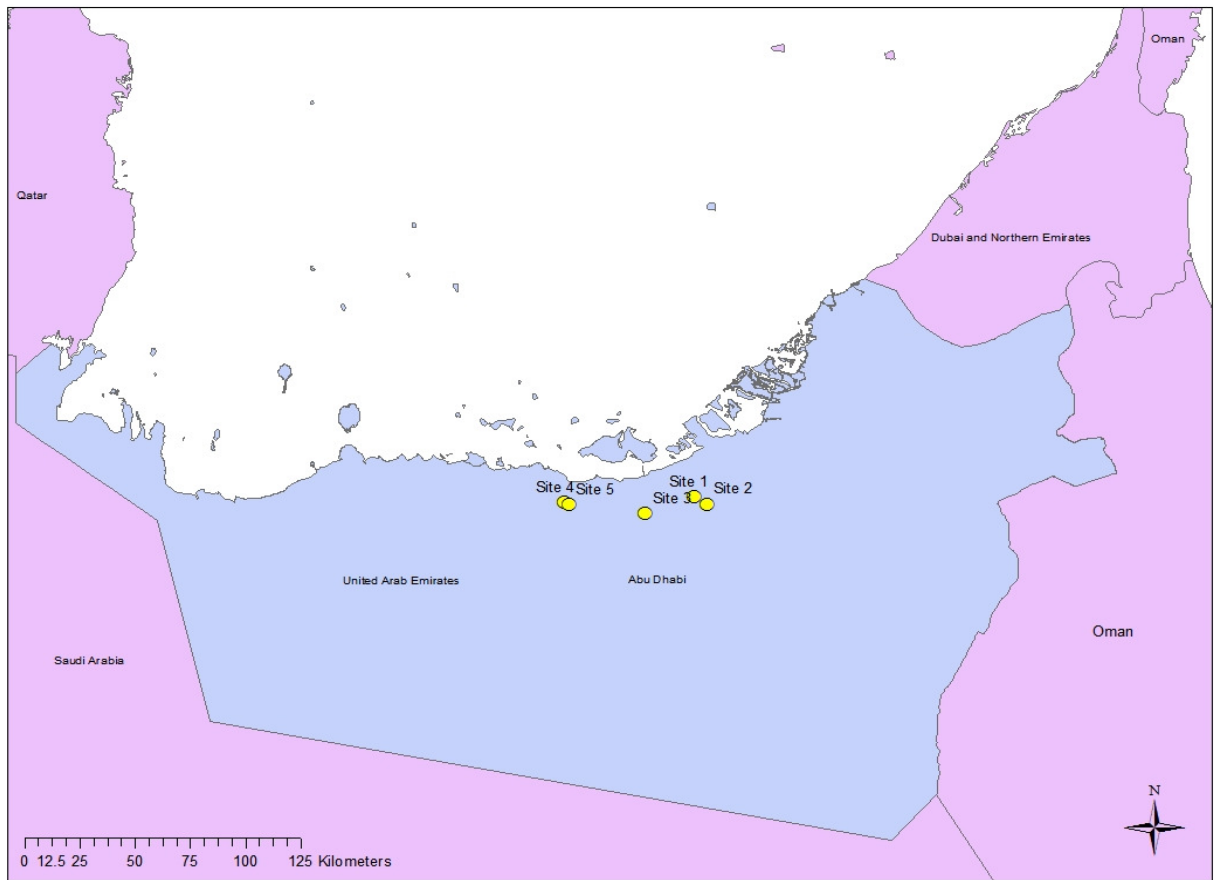 Oman
Qatar
Dubai and Northern Emirates
Site 4
Site 5
Site 1
Site 2
Site 3
United Arab Emirates
Abu Dhabi
Oman
Saudi Arabia
N
0 12.5 25 50 75 100 125 Kilometers